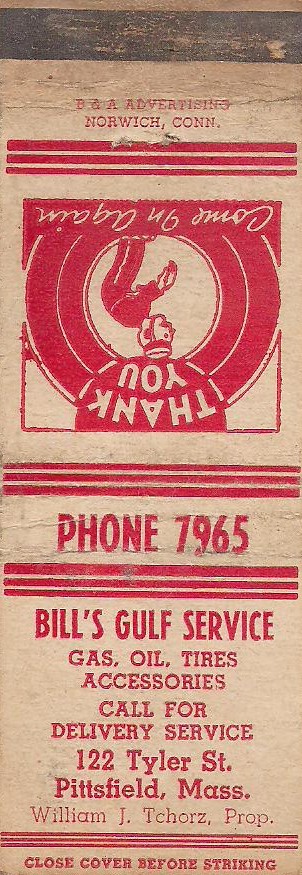 B & A ADVERTISING
NORWICH, CONN.
THANK
YOU
Come In Again
PHONE 7965
BILL'S GULF SERVICE
GAS, OIL, TIRES
ACCESSORIES
CALL FOR
DELIVERY SERVICE
122 Tyler St.
Pittsfield, Mass.
William J. Tchorz, Prop.
CLOSE COVER BEFORE STRIKING